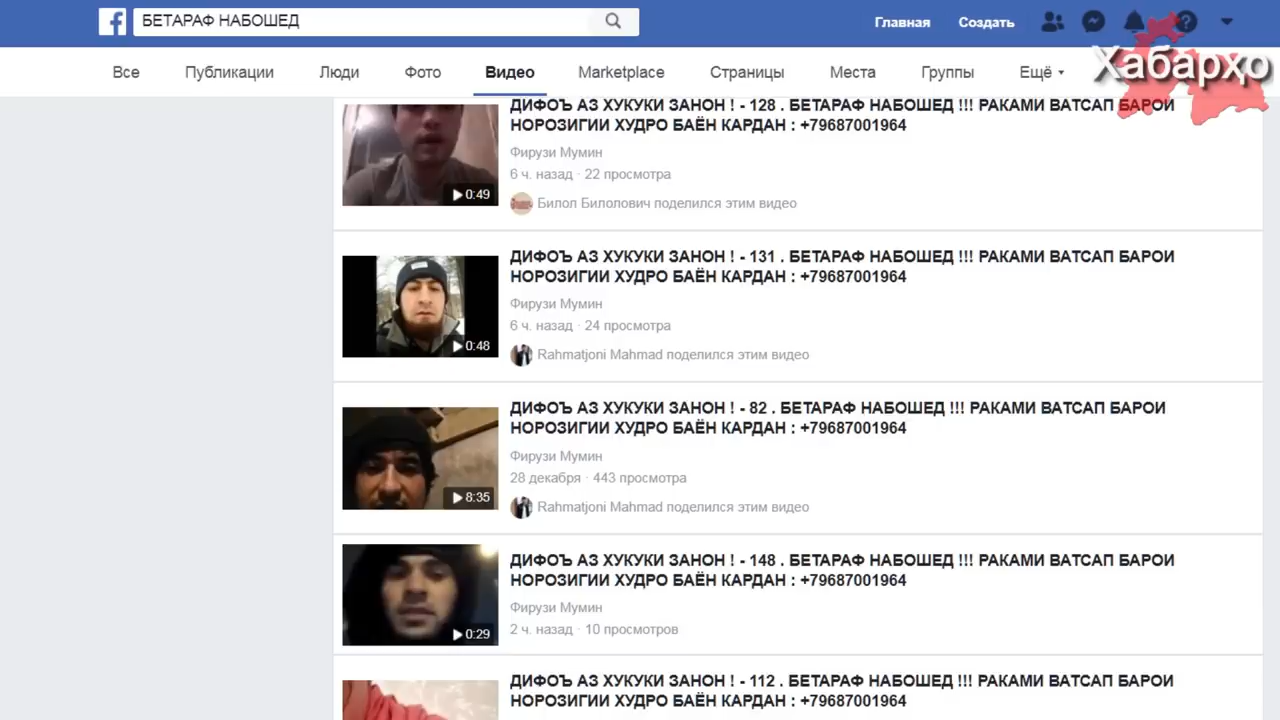 БЕТАРАФ НАБОШЕД
Главная Создать
Все Публикации Люди Фото Видео Marketplace Страницы Места Группы Ещё
Хабарҳо
ДИФОЪ АЗ ХУКУКИ ЗАНОН ! - 128 . БЕТАРАФ НАБОШЕД !!! РАКАМИ ВАТСАП БАРОИ
НОРОЗИГИИ ХУДРО БАЁН КАРДАН : +79687001964
Фирузи Мумин
6 ч. назад · 22 просмотра
0:49
Билол Билолович поделился этим видео
ДИФОЪ АЗ ХУКУКИ ЗАНОН ! - 131 . БЕТАРАФ НАБОШЕД !!! РАКАМИ ВАТСАП БАРОИ
НОРОЗИГИИ ХУДРО БАЁН КАРДАН : +79687001964
Фирузи Мумин
6 ч. назад · 24 просмотра
0:48
Rahmatjoni Mahmad поделился этим видео
ДИФОЪ АЗ ХУКУКИ ЗАНОН ! - 82 . БЕТАРАФ НАБОШЕД !!! РАКАМИ ВАТСАП БАРОИ
НОРОЗИГИИ ХУДРО БАЁН КАРДАН : +79687001964
Фирузи Мумин
28 декабря · 443 просмотра
8:35
Rahmatjoni Mahmad поделился этим видео
ДИФОЪ АЗ ХУКУКИ ЗАНОН ! - 148 . БЕТАРАФ НАБОШЕД !!! РАКАМИ ВАТСАП БАРОИ
НОРОЗИГИИ ХУДРО БАЁН КАРДАН : +79687001964
Фирузи Мумин
2 ч. назад · 10 просмотров
0:29
ДИФОЪ АЗ ХУКУКИ ЗАНОН ! - 112 . БЕТАРАФ НАБОШЕД !!! РАКАМИ ВАТСАП БАРОИ
НОРОЗИГИИ ХУДРО БАЁН КАРДАН : +79687001964